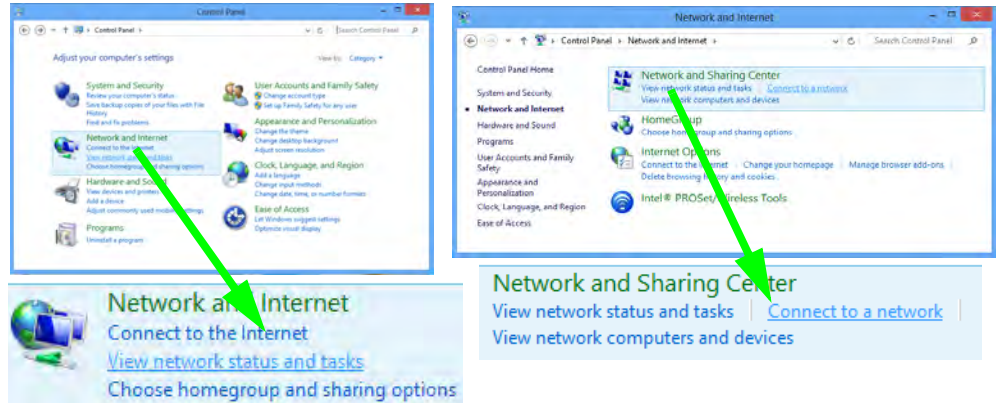 Control Panel
Control Panel
Search Control Panel
Adjust your computer's settings
View by: Category
System and Security
Review your computer's status
Save backup copies of your files with File
History
Find and fix problems
Network and Internet
Connect to the Internet
View network status and tasks
Choose homegroup and sharing options
Hardware and Sound
View devices and printers
Add a device
Adjust commonly used mobility settings
Programs
Uninstall a program
User Accounts and Family Safety
Change account type
Set up Family Safety for any user
Appearance and Personalization
Change the theme
Change desktop background
Adjust screen resolution
Clock, Language, and Region
Add a language
Change input methods
Change date, time, or number formats
Ease of Access
Let Windows suggest settings
Optimize visual display
Network and Internet
Control Panel Network and Internet
Search Control Panel
Control Panel Home
System and Security
Network and Internet
Hardware and Sound
Programs
User Accounts and Family
Safety
Appearance and
Personalization
Clock, Language, and Region
Ease of Access
Network and Sharing Center
View network status and tasks Connect to a network
View network computers and devices
HomeGroup
Choose homegroup and sharing options
Internet Options
Connect to the Internet Change your homepage Manage browser add-ons
Delete browsing history and cookies
Intel® PROSet/Wireless Tools
Network and Internet
Connect to the Internet
View network status and tasks
Choose homegroup and sharing options
Network and Sharing Center
View network status and tasks Connect to a network
View network computers and devices